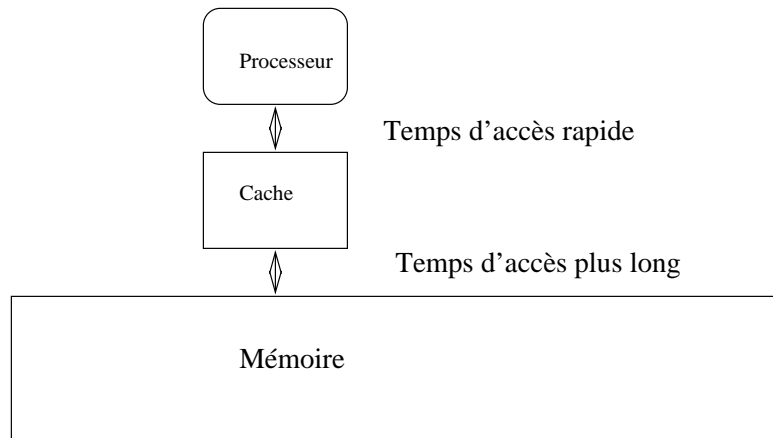 Processeur
Temps d'accès rapide
Cache
Temps d'accès plus long
Mémoire